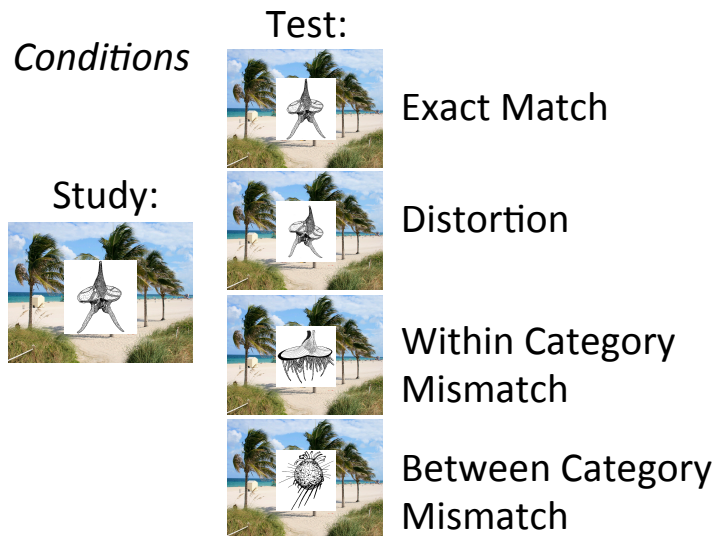 Conditions
Test:
Exact Match
Study:
Distortion
Within Category
Mismatch
Between Category
Mismatch